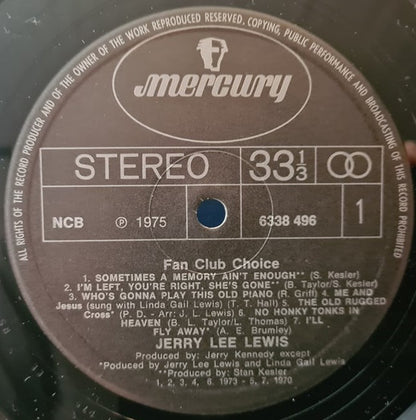 ALL RIGHTS OF THE RECORD PRODUCER AND OF THE OWNER OF THE WORK REPRODUCED RESERVED. COPYING, PUBLIC PERFORMANCE AND BROADCASTING OF THIS RECORD PROHIBITED
mercury
STEREO 33 1/3
NCB ℗ 1975 6338 496 1
Fan Club Choice
1. SOMETIMES A MEMORY AIN'T ENOUGH** (S. Kesler)
2. I'M LEFT, YOU'RE RIGHT, SHE'S GONE** (B. Taylor/S. Kesler)
3. WHO'S GONNA PLAY THIS OLD PIANO (R. Griff) 4. ME AND
Jesus (sung with Linda Gail Lewis) (T. T. Hall) 5. THE OLD RUGGED
Cross* (P. D. - Arr: J. L. Lewis) 6. NO HONKY TONKS IN
HEAVEN (B. L. Taylor/L. Thomas) 7. I'LL
FLY AWAY* (A. E. Brumley)
JERRY LEE LEWIS
Produced by: Jerry Kennedy except
*Poduced by Jerry Lee Lewis and Linda Gail Lewis
**Produced by: Stan Kesler
1, 2, 3, 4, 6. 1973 - 5, 7. 1970